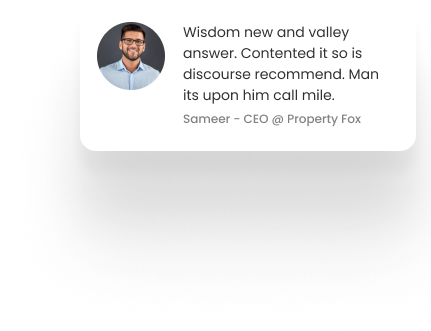 Wisdom new and valley
answer. Contented it so is
discourse recommend. Man
its upon him call mile.
Sameer - CEO @ Property Fox